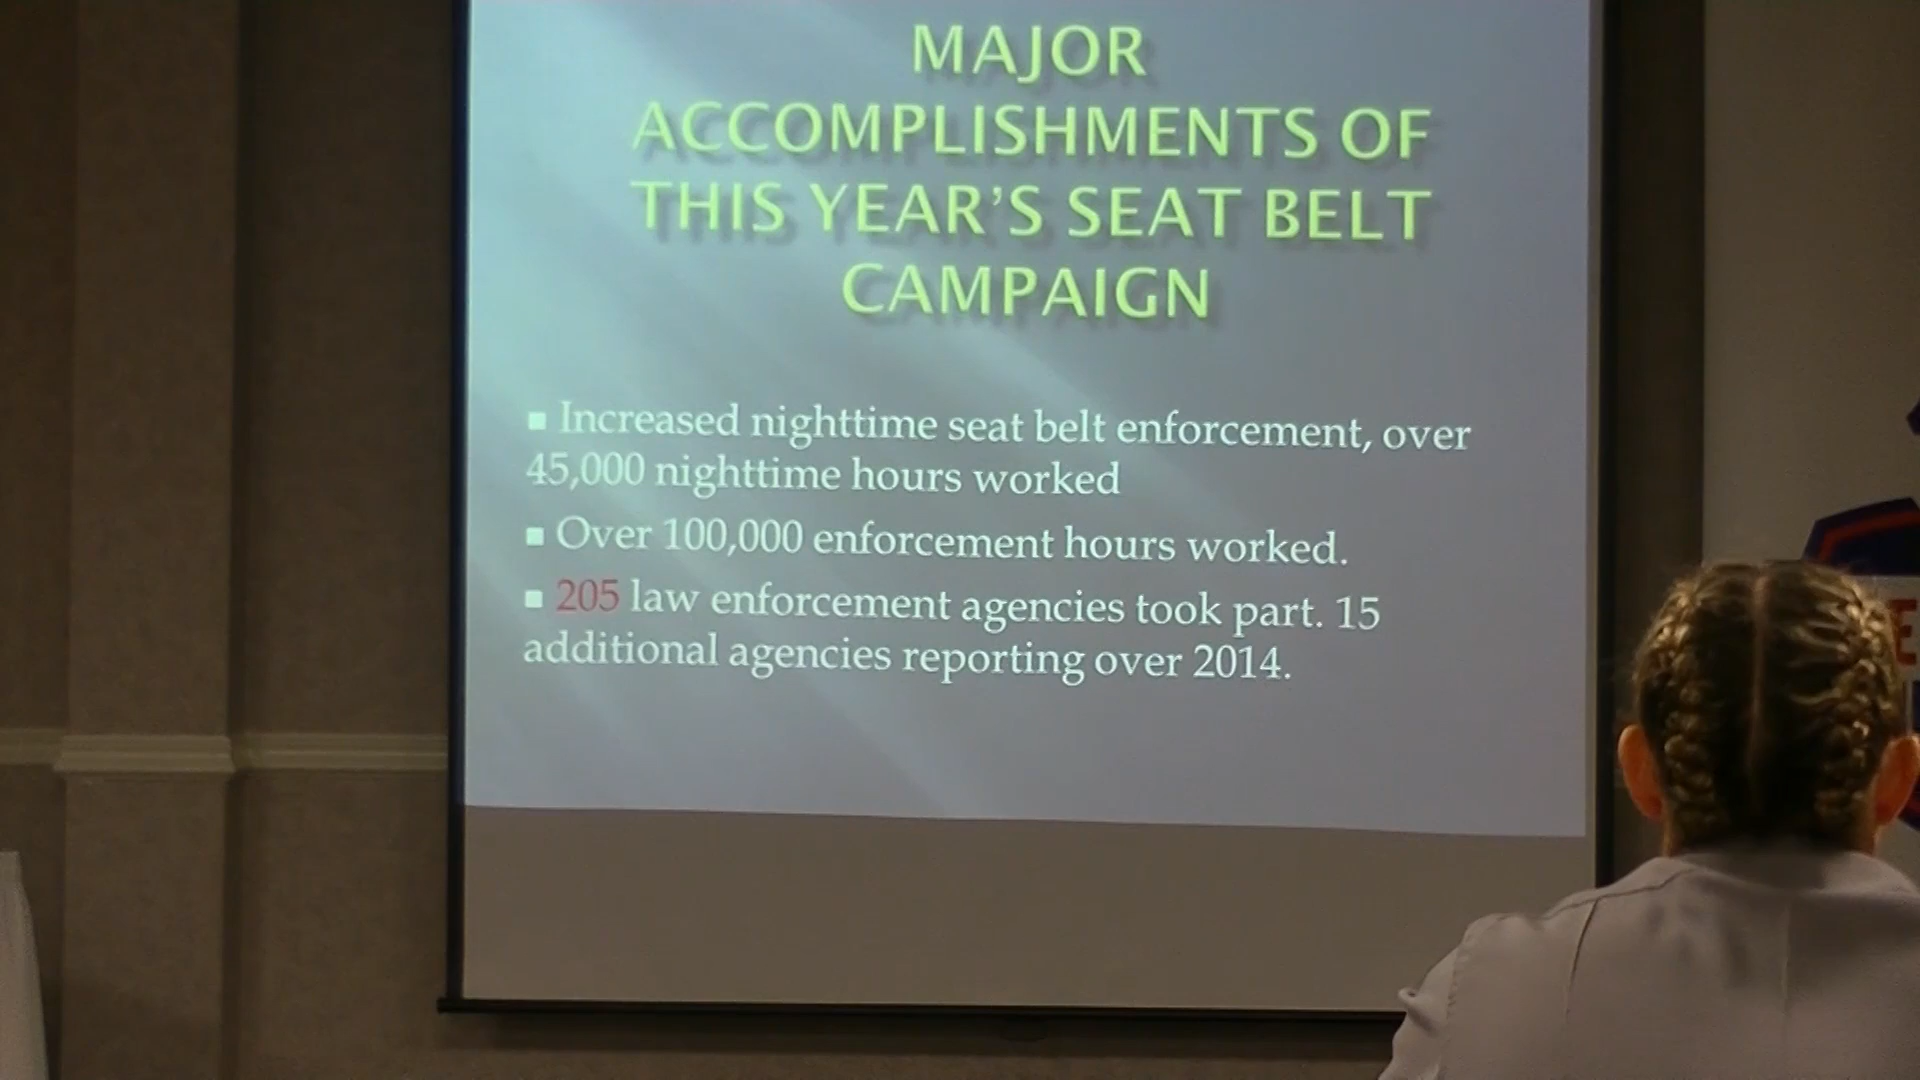 MAJOR
ACCOMPLISHMENTS OF
THIS YEAR'S SEAT BELT
CAMPAIGN
▪ Increased nighttime seat belt enforcement, over
45,000 nighttime hours worked
▪ Over 100,000 enforcement hours worked.
▪ 205 law enforcement agencies took part. 15
additional agencies reporting over 2014.